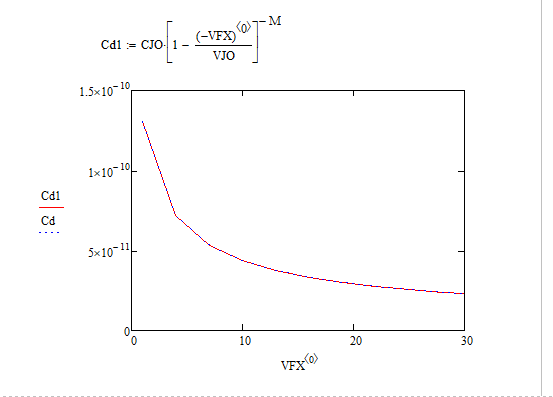 Cd1 := CJO·[1 − (−VFX)^⟨0⟩ / VJO]^−M
1.5×10^−10
1×10^−10
Cd1
Cd
5×10^−11
0
0 10 20 30
VFX^⟨0⟩